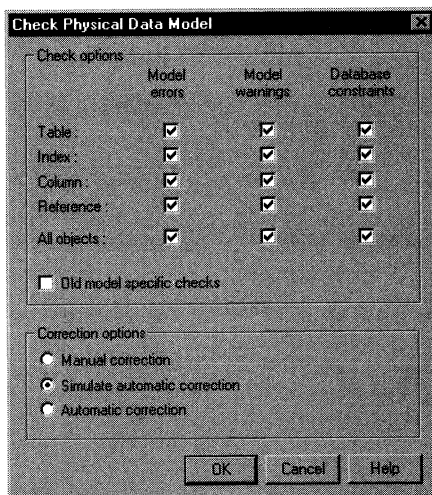 Check Physical Data Model
Check options
Model errors
Model warnings
Database constraints
Table :
Index :
Column :
Reference :
All objects :
Old model specific checks
Correction options
Manual correction
Simulate automatic correction
Automatic correction
OK Cancel Help